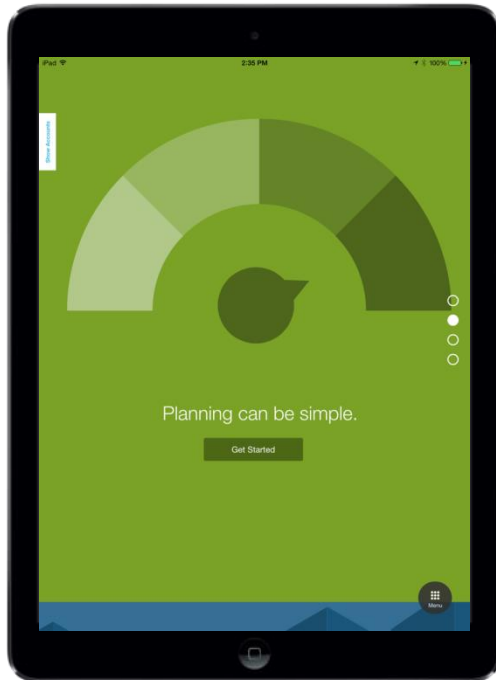 iPad 2:35 PM 100%
Show Accounts
Planning can be simple.
Get Started
Menu